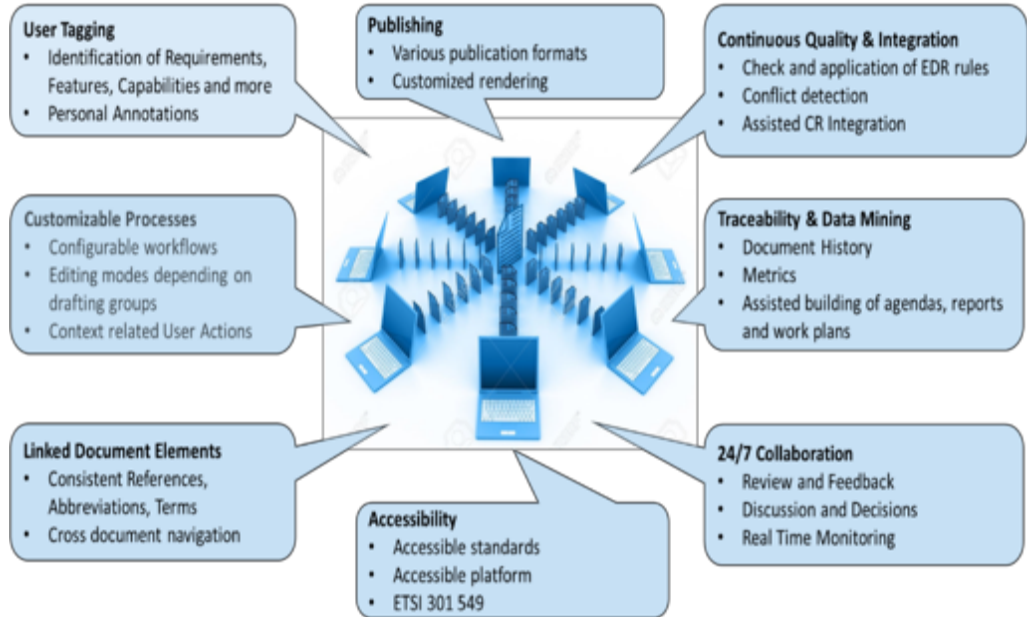 User Tagging
• Identification of Requirements,
Features, Capabilities and more
• Personal Annotations
Publishing
• Various publication formats
• Customized rendering
Continuous Quality & Integration
• Check and application of EDR rules
• Conflict detection
• Assisted CR Integration
Customizable Processes
• Configurable workflows
• Editing modes depending on
drafting groups
• Context related User Actions
Traceability & Data Mining
• Document History
• Metrics
• Assisted building of agendas, reports
and work plans
Linked Document Elements
• Consistent References,
Abbreviations, Terms
• Cross document navigation
Accessibility
• Accessible standards
• Accessible platform
• ETSI 301 549
24/7 Collaboration
• Review and Feedback
• Discussion and Decisions
• Real Time Monitoring